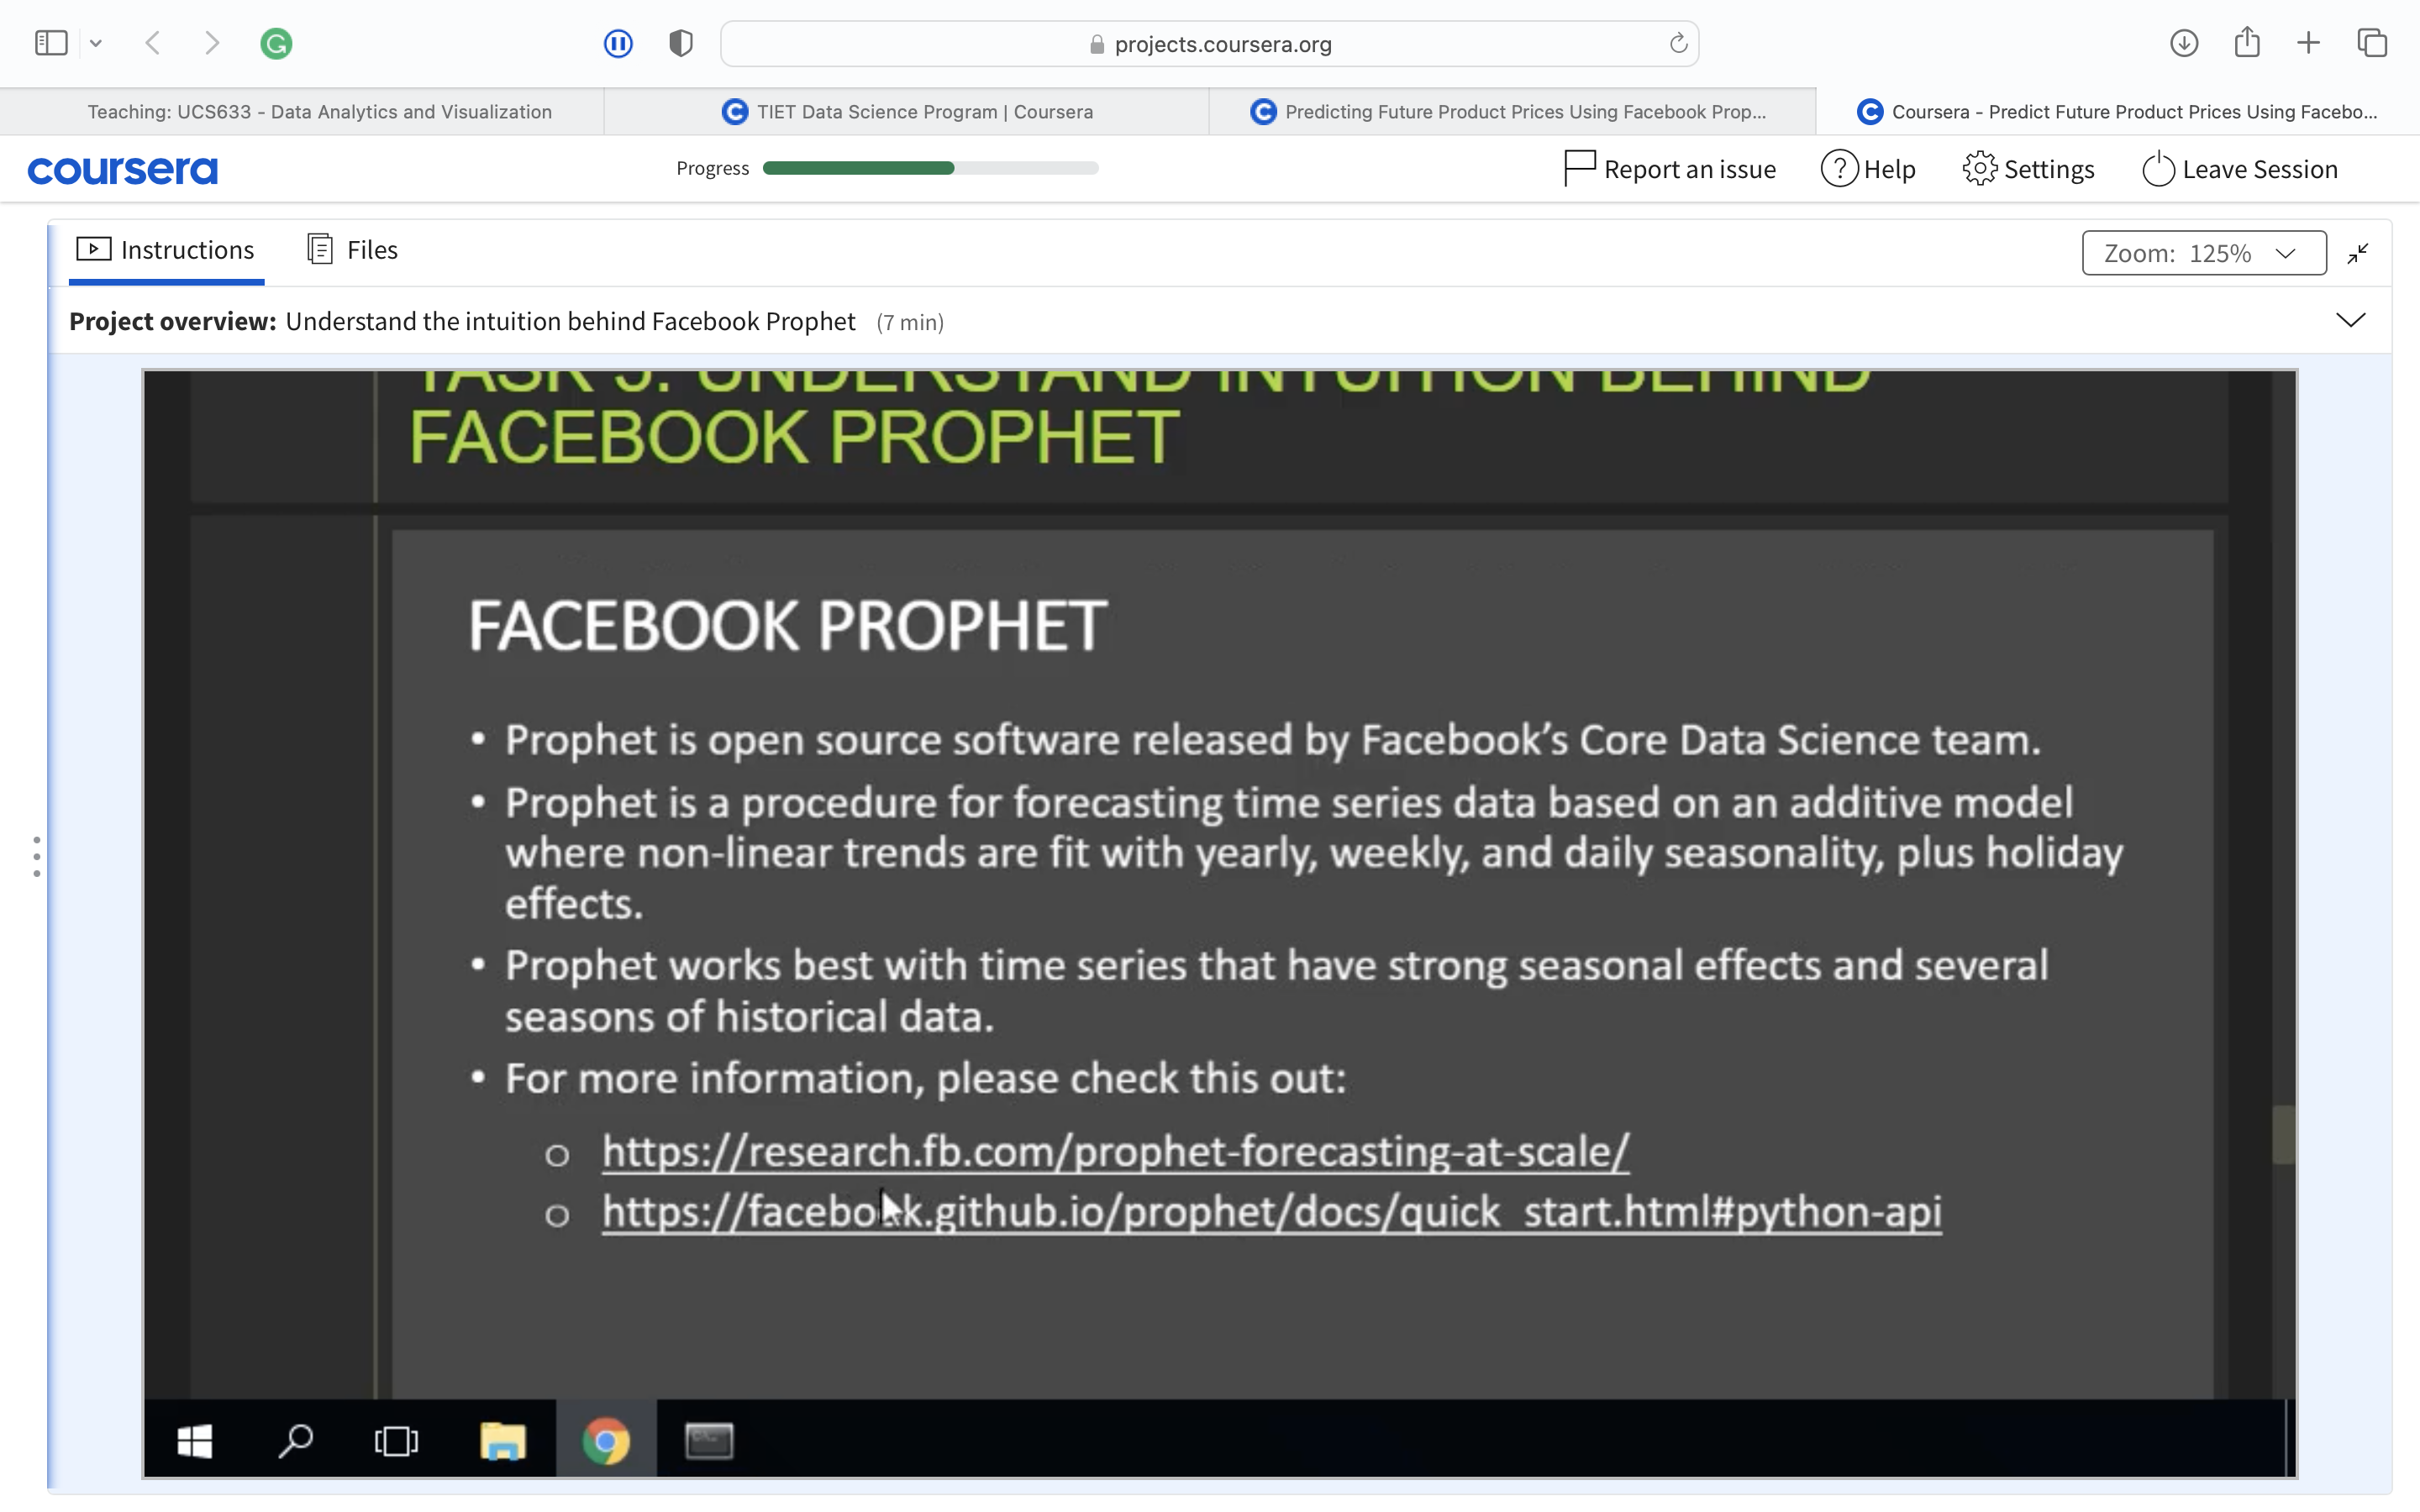 projects.coursera.org
Teaching: UCS633 - Data Analytics and Visualization
TIET Data Science Program | Coursera
Predicting Future Product Prices Using Facebook Prop...
Coursera - Predict Future Product Prices Using Facebo...
coursera
Progress
Report an issue
? Help
Settings
Leave Session
Instructions
Files
Zoom: 125%
Project overview: Understand the intuition behind Facebook Prophet (7 min)
TASK 5: UNDERSTAND INTUITION BEHIND
FACEBOOK PROPHET
FACEBOOK PROPHET
• Prophet is open source software released by Facebook’s Core Data Science team.
• Prophet is a procedure for forecasting time series data based on an additive model
where non-linear trends are fit with yearly, weekly, and daily seasonality, plus holiday
effects.
• Prophet works best with time series that have strong seasonal effects and several
seasons of historical data.
• For more information, please check this out:
o https://research.fb.com/prophet-forecasting-at-scale/
o https://facebook.github.io/prophet/docs/quick_start.html#python-api